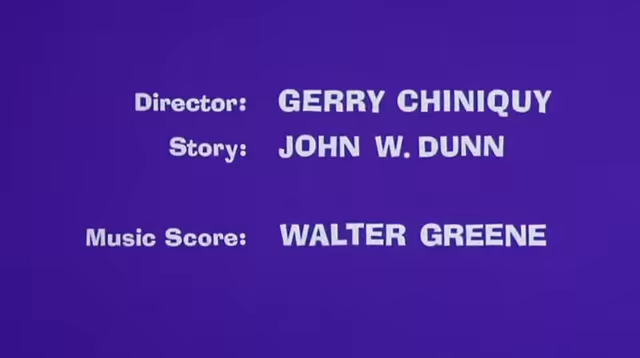 Director: GERRY CHINIQUY
Story: JOHN W. DUNN
Music Score: WALTER GREENE